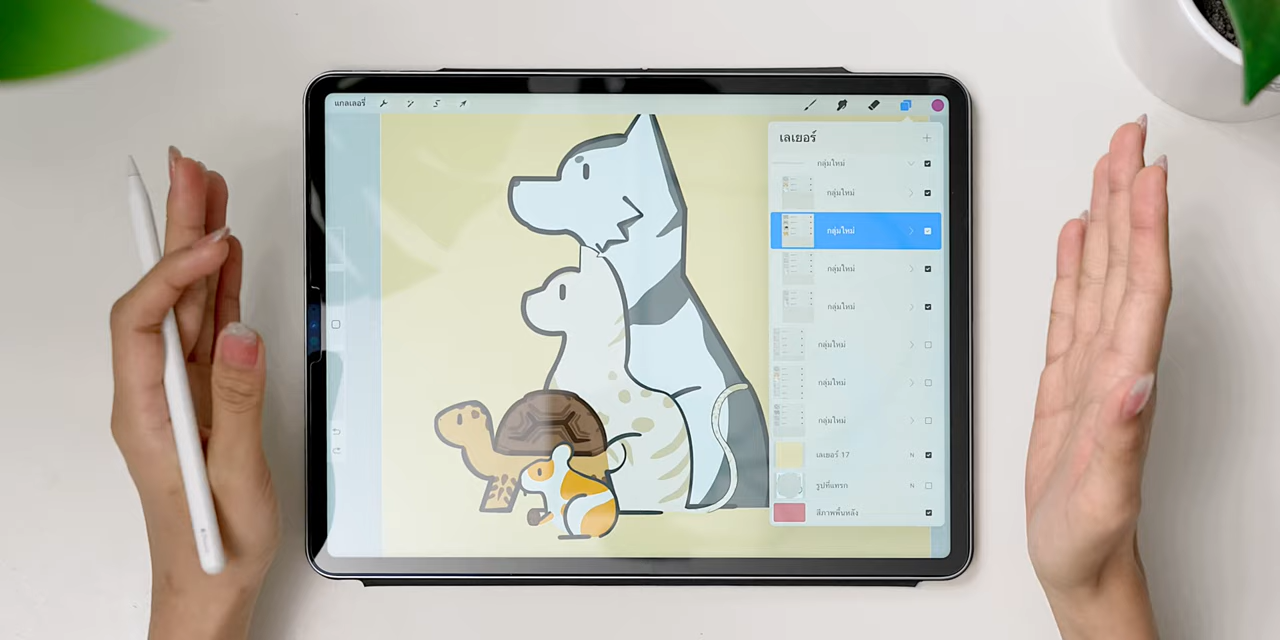 แกลเลอรี่
เลเยอร์
กลุ่มใหม่
กลุ่มใหม่
กลุ่มใหม่
กลุ่มใหม่
กลุ่มใหม่
กลุ่มใหม่
กลุ่มใหม่
กลุ่มใหม่
เลเยอร์ 17 N
รูปที่แทรก N
สีภาพพื้นหลัง